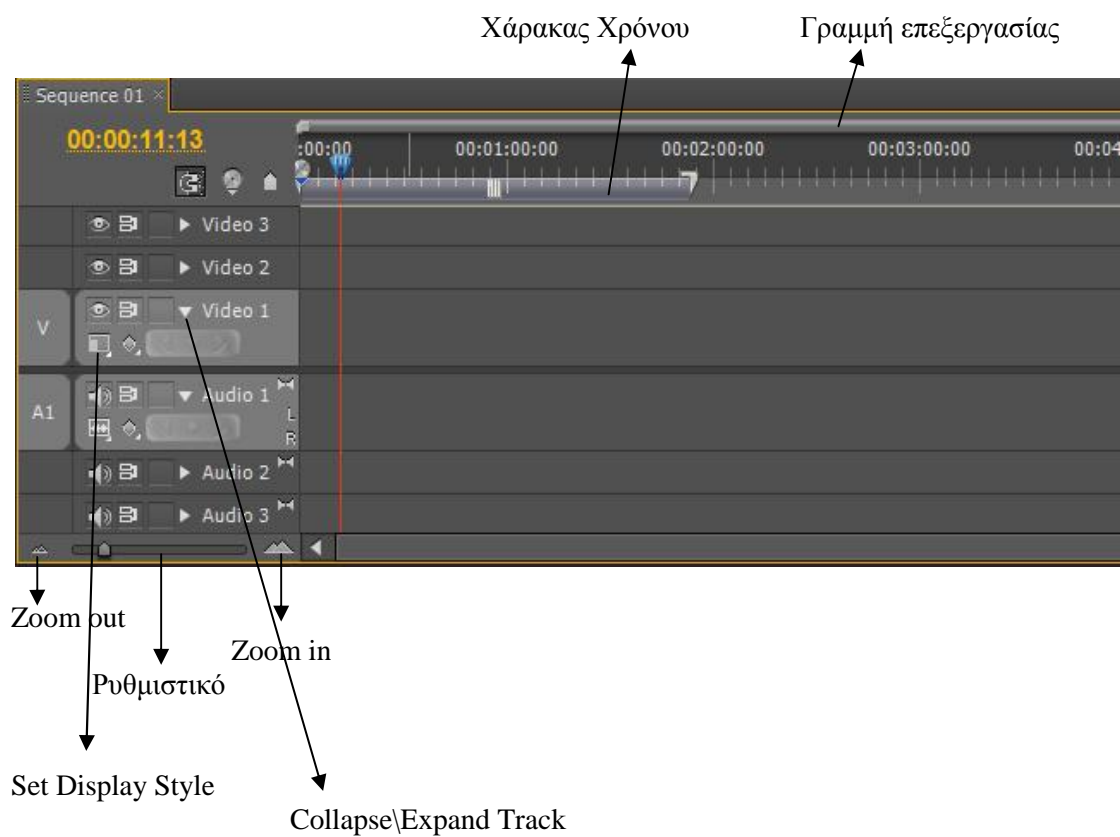 Χάρακας Χρόνου Γραμμή επεξεργασίας
Sequence 01
00:00:11:13
:00:00 00:01:00:00 00:02:00:00 00:03:00:00 00:04
Video 3
Video 2
V Video 1
A1 Audio 1
L
R
Audio 2
Audio 3
Zoom out
Zoom in
Ρυθμιστικό
Set Display Style
Collapse\Expand Track